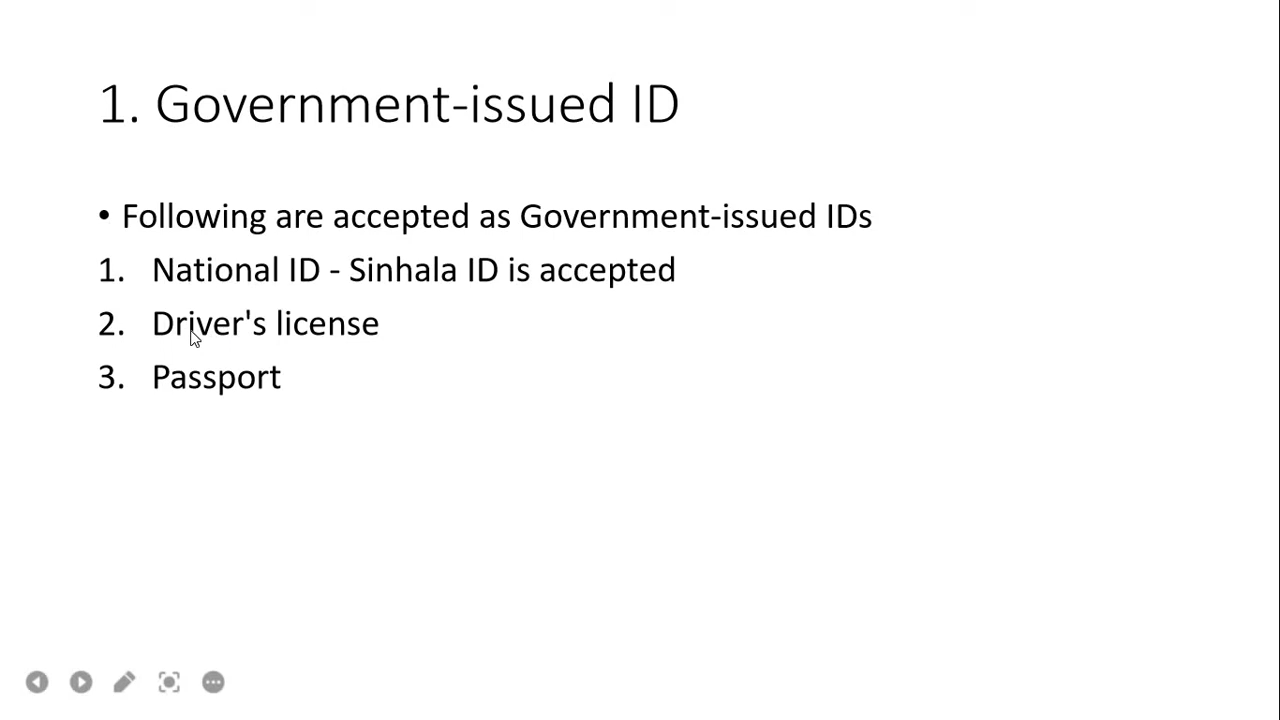 1. Government-issued ID
• Following are accepted as Government-issued IDs
1. National ID - Sinhala ID is accepted
2. Driver's license
3. Passport